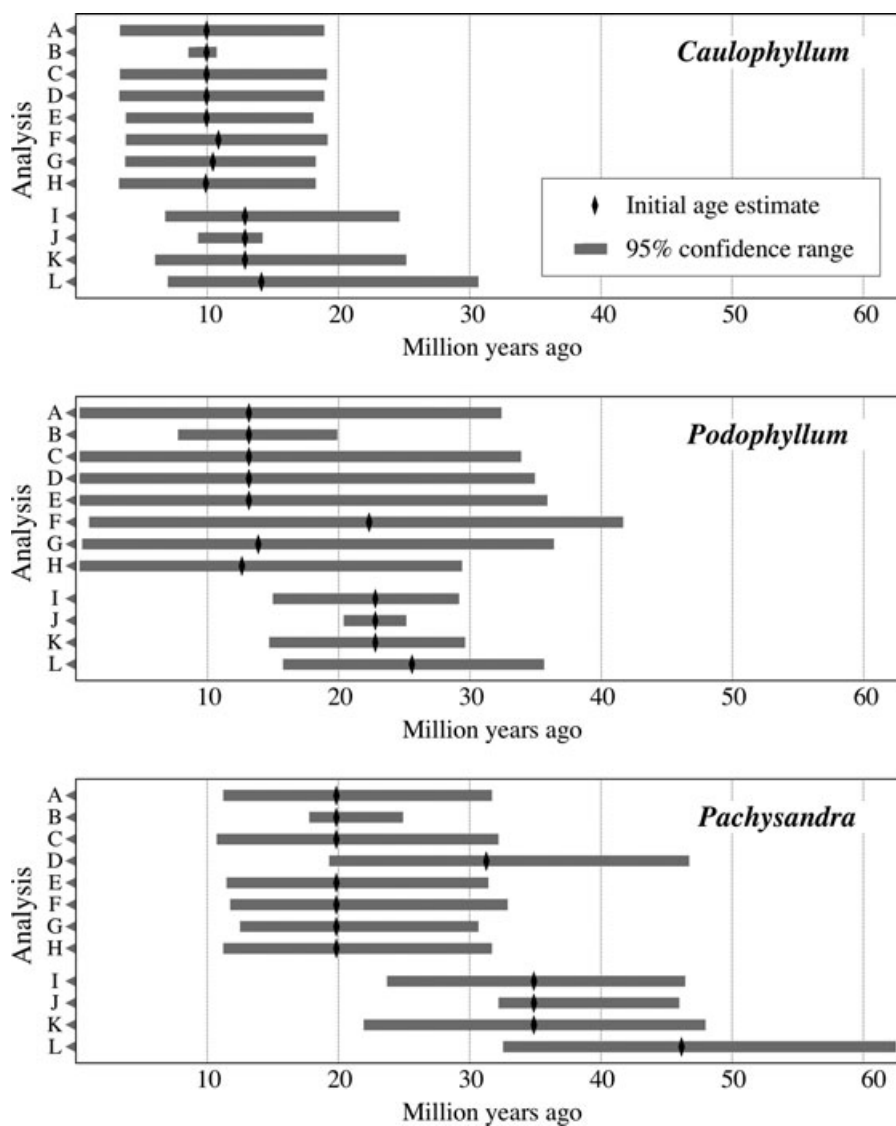 Caulophyllum
Analysis
A
B
C
D
E
F
G
H
I
J
K
L
Initial age estimate
95% confidence range
10 20 30 40 50 60
Million years ago
Podophyllum
Analysis
A
B
C
D
E
F
G
H
I
J
K
L
10 20 30 40 50 60
Million years ago
Pachysandra
Analysis
A
B
C
D
E
F
G
H
I
J
K
L
10 20 30 40 50 60
Million years ago